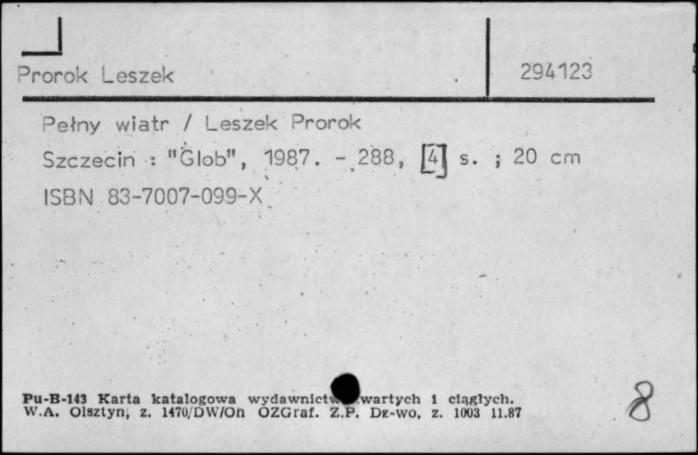 Prorok Leszek 294123
Pełny wiatr / Leszek Prorok
Szczecin : "Glob", 1987. - 288, [4] s. ; 20 cm
ISBN 83-7007-099-X
Pu-B-143 Karta katalogowa wydawnictw zwartych i ciągłych.
W.A. Olsztyn, z. 1470/DW/On OZGraf. Z.P. Dz-wo, z. 1003 11.87
8